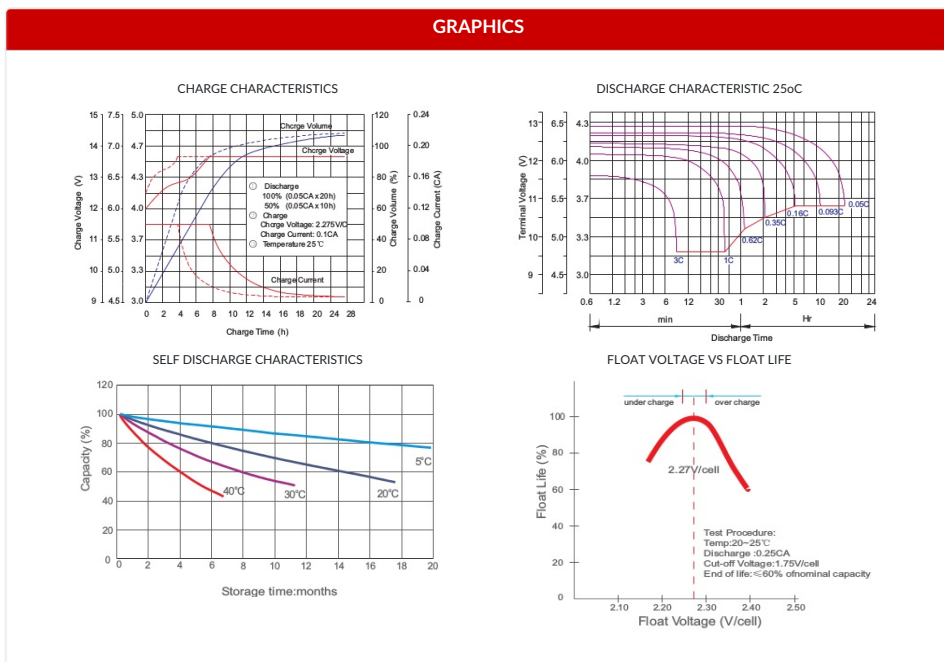 GRAPHICS
CHARGE CHARACTERISTICS
15 7.5 5.0 120 0.24
14 7.0 4.7 100 0.20
13 6.5 4.3 80 0.16
12 6.0 4.0 60 0.12
11 5.5 3.7 40 0.08
10 5.0 3.3 20 0.04
9 4.5 3.0 0 0
Charge Voltage (V)
Chcrge Volume
Chorge Voltage
① Discharge
100% (0.05CA x20h)
50% (0.05CA x10h)
② Charge
Chrge Voltage: 2.275V/C
Charge Current: 0.1CA
③ Temperature 25℃
Charge Current
Charge Volume (%)
Charge Current (CA)
0 2 4 6 8 10 12 14 16 18 20 22 24 28
Charge Time (h)
DISCHARGE CHARACTERISTIC 25oC
13 6.5 4.3
12 6.0 4.0
11 5.5 3.7
10 5.0
9 4.5 3.0
Terminal Voltage (V)
3C 1C 0.62C 0.35C 0.16C 0.093C 0.05C
0.6 1.2 3 6 12 30 1 2 5 10 20 24
min Hr
Discharge Time
SELF DISCHARGE CHARACTERISTICS
120
100
80
60
40
20
0
Capacity (%)
5°C
20°C
30°C
40°C
0 2 4 6 8 10 12 14 16 18 20
Storage time:months
FLOAT VOLTAGE VS FLOAT LIFE
under charge over charge
100
80
60
40
20
0
Float Life (%)
2.27V/cell
Test Procedure:
Temp:20~25℃
Discharge :0.25CA
Cut-off Voltage:1.75V/cell
End of life:≤60% ofnominal capacity
2.10 2.20 2.30 2.40 2.50
Float Voltage (V/cell)